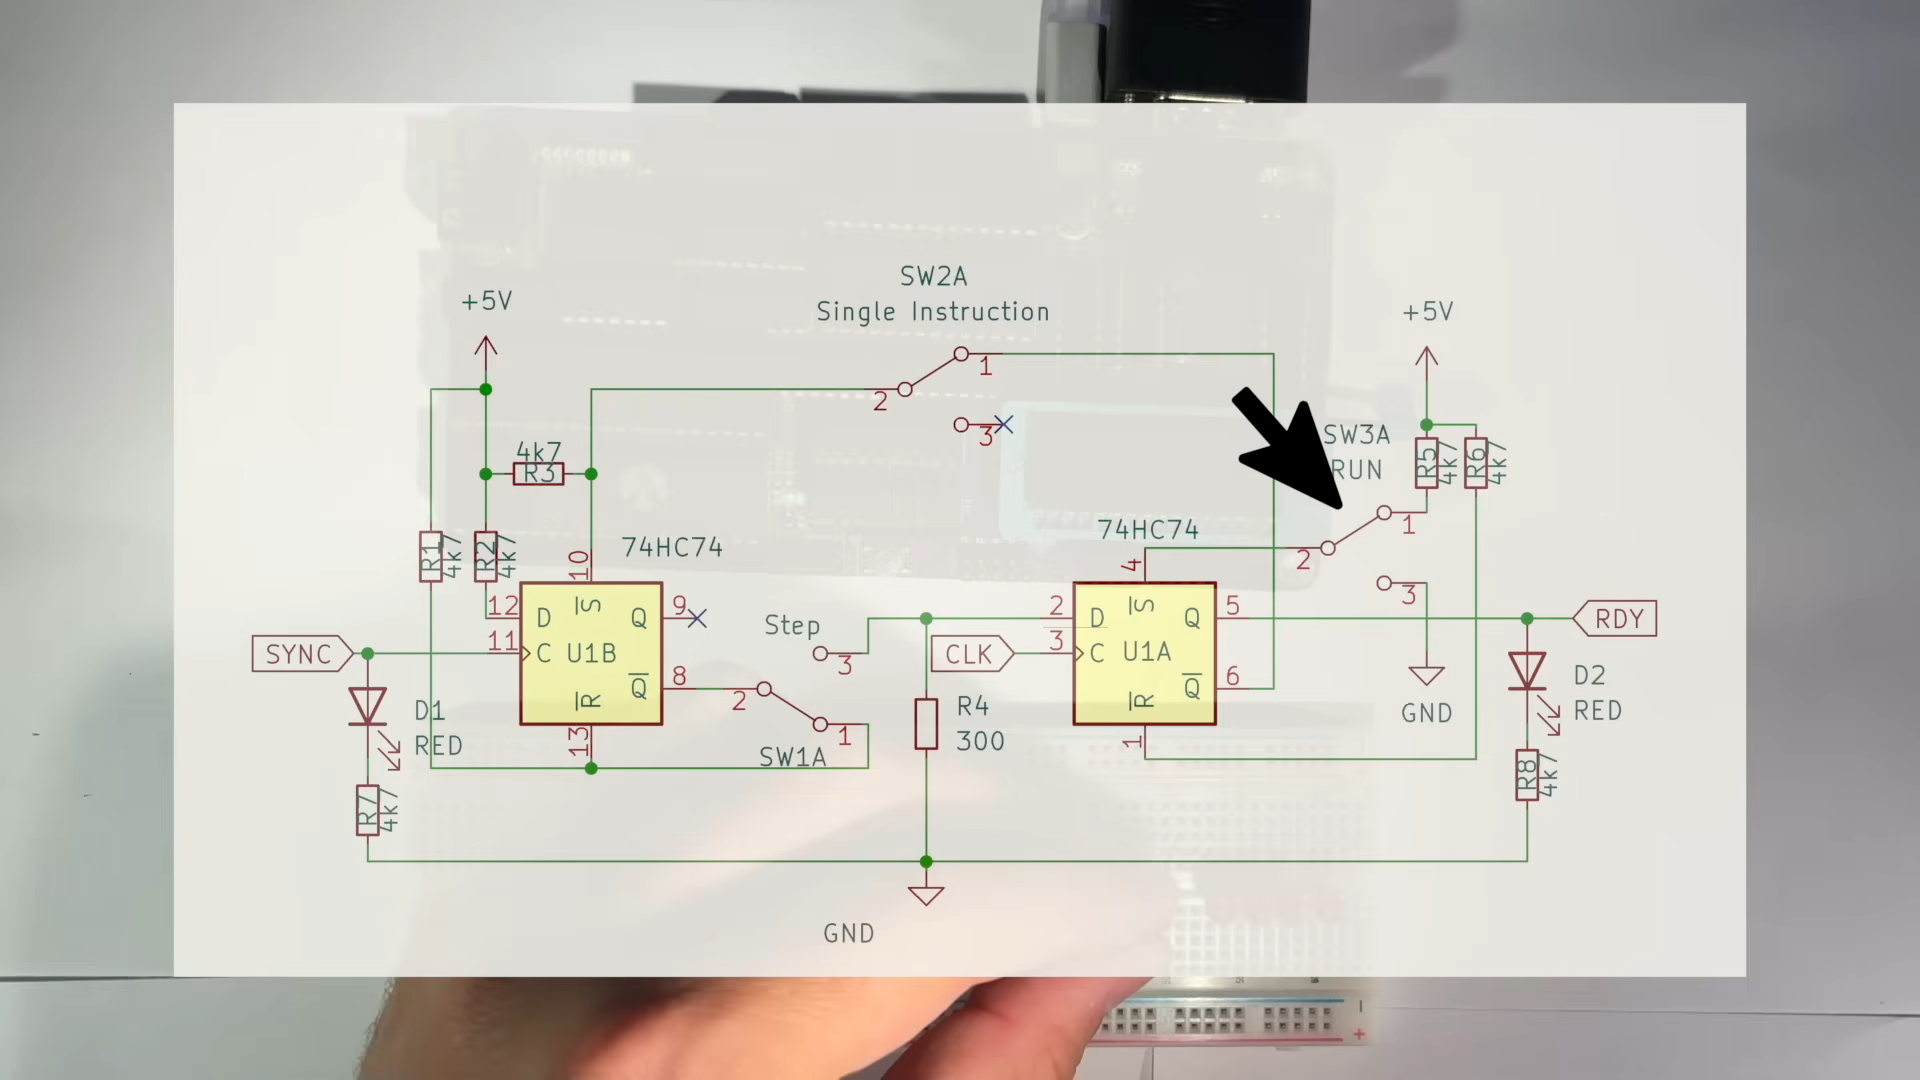 SW2A
Single Instruction
+5V
+5V
1
2
3
SW3A
RUN
4k7
R3
R5
4k7
R6
4k7
1
2
3
R1
4k7
R2
4k7
10
74HC74
74HC74
4
12
D
S
Q
9
11
C U1B
8
Q
R
13
Step
3
2
1
SW1A
2
D
S
Q
5
CLK
3
C U1A
6
Q
R
1
SYNC
RDY
D1
RED
R4
300
GND
D2
RED
R7
4k7
R8
4k7
GND